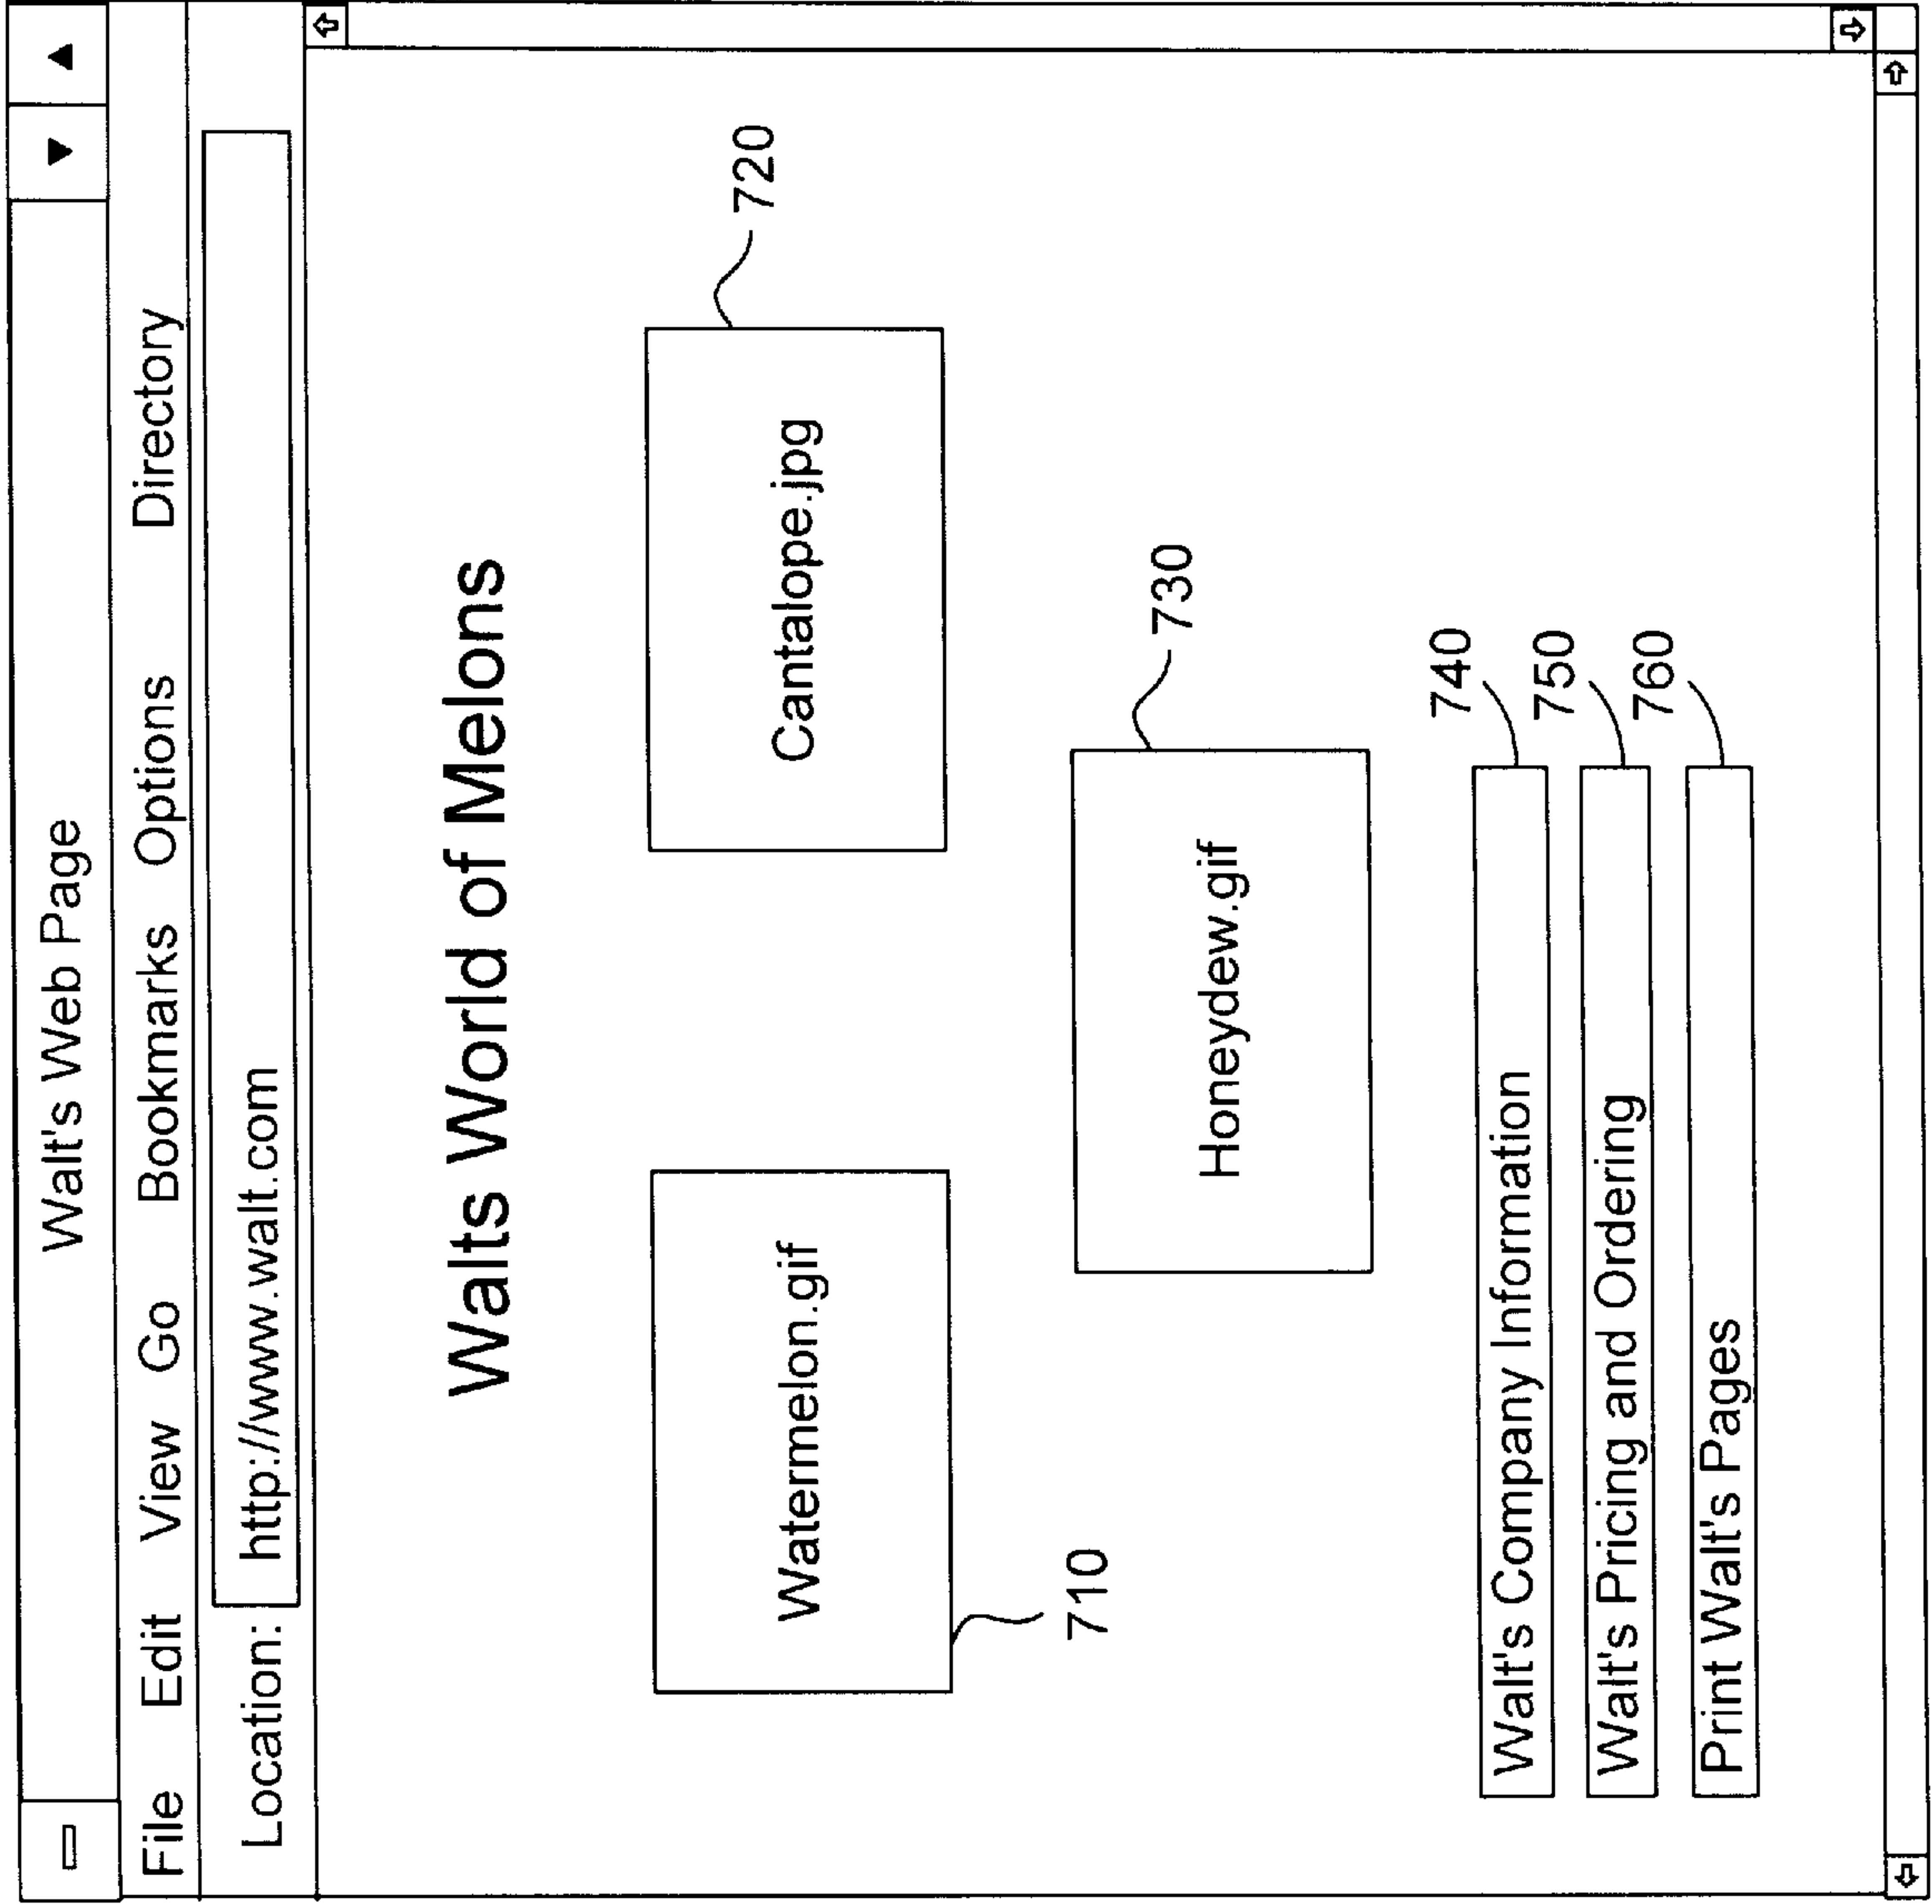 Walt's Web Page
File Edit View Go Bookmarks Options Directory
Location: http://www.walt.com
Walts World of Melons
Watermelon.gif
710
Cantalope.jpg
720
Honeydew.gif
730
Walt's Company Information
740
Walt's Pricing and Ordering
750
Print Walt's Pages
760